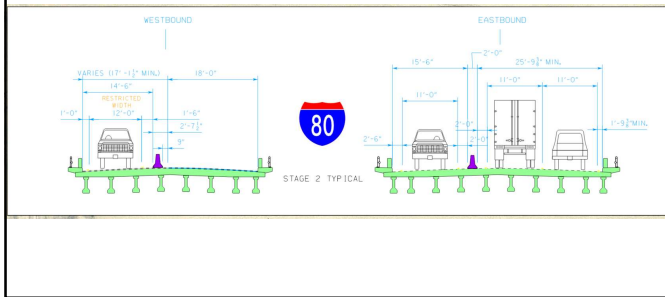 WESTBOUND
EASTBOUND
2'-0"
VARIES (17'-1½" MIN.)
18'-0"
15'-6"
25'-9¾" MIN.
14'-6"
RESTRICTED
WIDTH
11'-0"
11'-0"
11'-0"
1'-0"
12'-0"
1'-6"
2'-7½"
9"
80
2'-6"
2'-0"
2'-0"
1'-9¾" MIN.
STAGE 2 TYPICAL